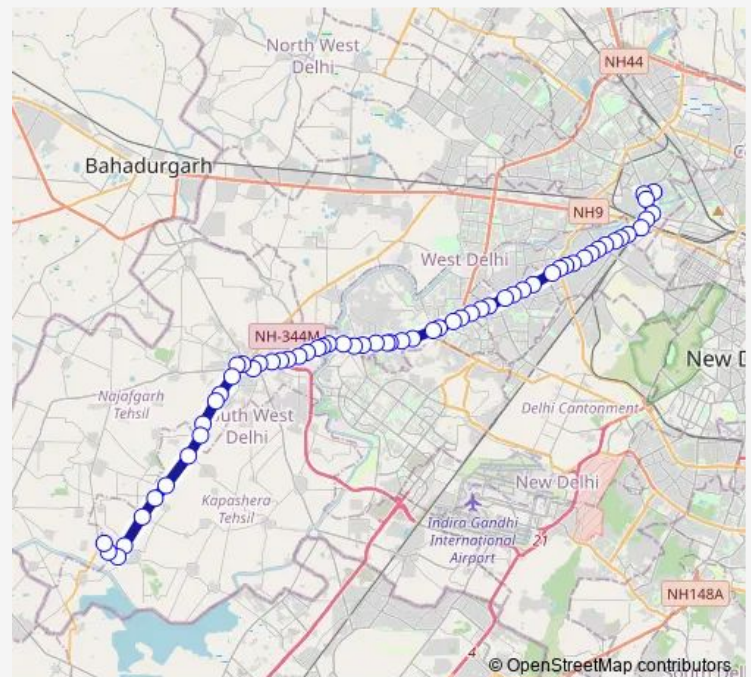 North West
Delhi
NH44
Bahadurgarh
NH9
West Delhi
NH-344M
New D
Najafgarh
Tehsil
outh West
Delhi
Delhi Cantonment
Kapashera
Tehsil
New Delhi
Indira Gandhi
International
Airport
21
NH148A
4
© OpenStreetMap contributors